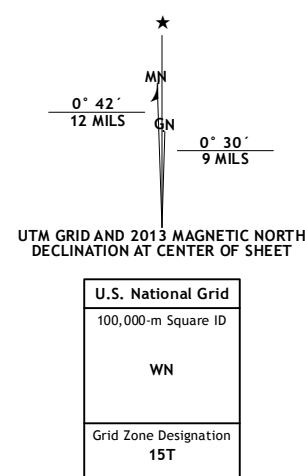 ★
MN
0° 42´
12 MILS
GN
0° 30´
9 MILS
UTM GRID AND 2013 MAGNETIC NORTH
DECLINATION AT CENTER OF SHEET
U.S. National Grid
100,000-m Square ID
WN
Grid Zone Designation
15T